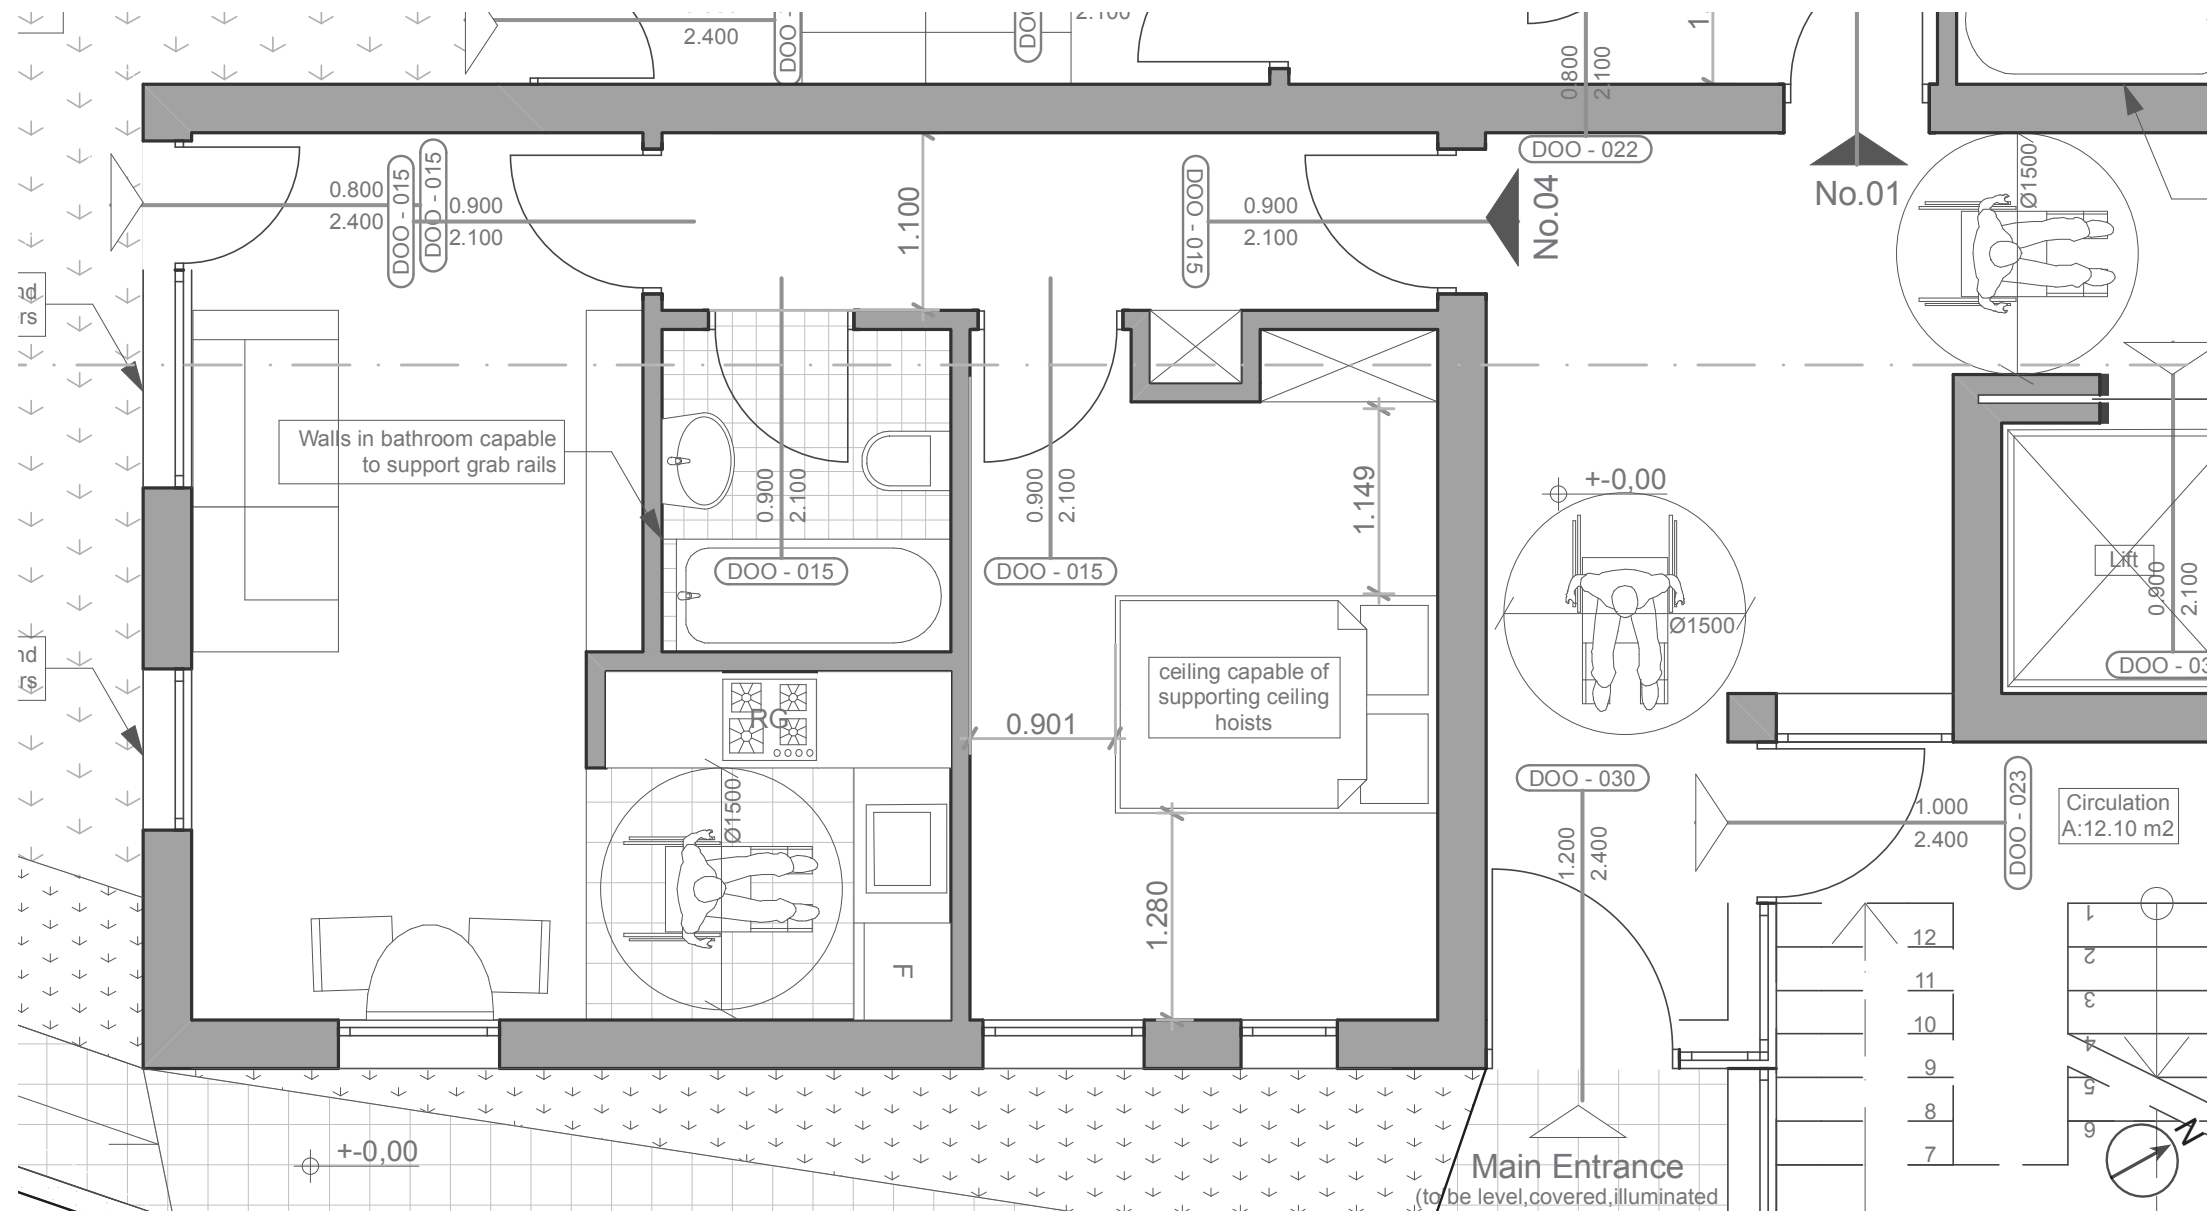 2.400
2.100
0.800
2.100
DOO - 022
No.01
Ø1500
0.800
2.400
DOO - 015
DOO - 015
0.900
2.100
1.100
DOO - 015
0.900
2.100
No.04
nd
rs
Walls in bathroom capable
to support grab rails
0.900
2.100
DOO - 015
0.900
2.100
DOO - 015
1.149
+-0,00
Ø1500
Lift
0.900
2.100
nd
rs
RG
0.901
ceiling capable of
supporting ceiling
hoists
Ø1500
DOO - 030
1.200
2.400
1.000
2.400
DOO - 023
Circulation
A:12.10 m2
1.280
F
12
11
10
9
8
7
1
2
3
4
5
6
N
+-0,00
Main Entrance
(to be level,covered,illuminated